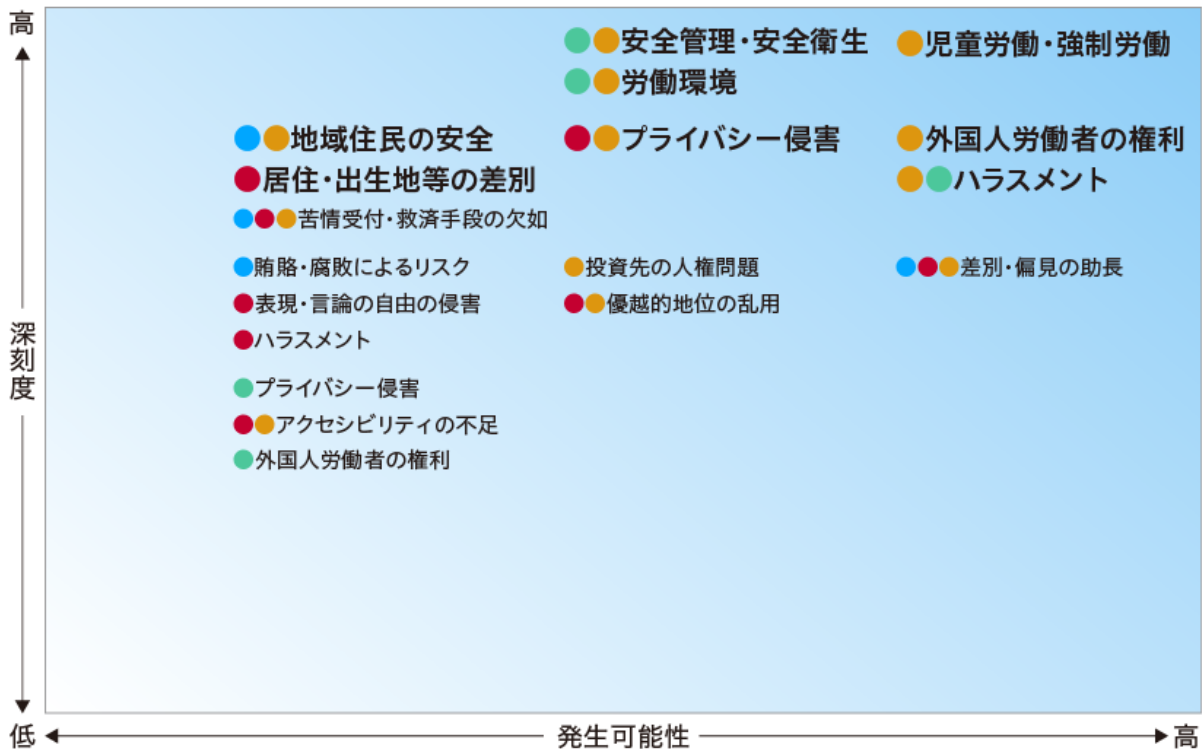 高
安全管理・安全衛生
児童労働・強制労働
労働環境
地域住民の安全
プライバシー侵害
外国人労働者の権利
居住・出生地等の差別
ハラスメント
苦情受付・救済手段の欠如
賄賂・腐敗によるリスク
投資先の人権問題
差別・偏見の助長
表現・言論の自由の侵害
優越的地位の乱用
ハラスメント
深刻度
プライバシー侵害
アクセシビリティの不足
外国人労働者の権利
低
発生可能性
高